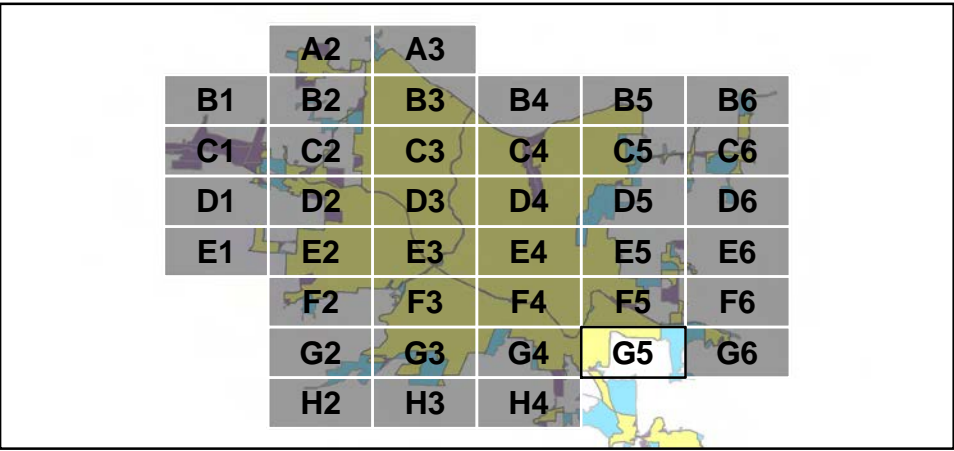 A2 A3
B1 B2 B3 B4 B5 B6
C1 C2 C3 C4 C5 C6
D1 D2 D3 D4 D5 D6
E1 E2 E3 E4 E5 E6
F2 F3 F4 F5 F6
G2 G3 G4 G5 G6
H2 H3 H4